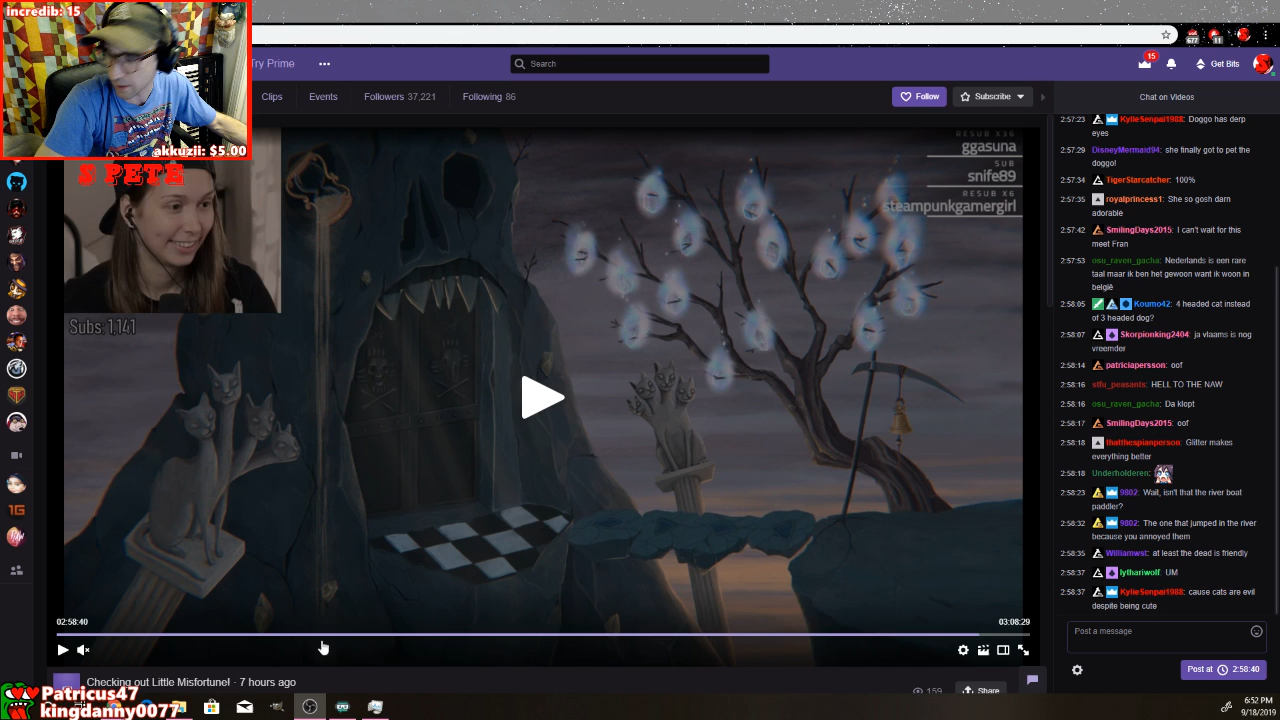 incredib: 15
@akkuzii: $5.00
S PETE
Try Prime
•••
Search
15
Get Bits
677
11
Clips
Events
Followers 37,221
Following 86
Follow
Subscribe
Chat on Videos
RESUB X36
ggasuna
SUB
snife89
RESUB X6
steampunkgamergirl
Subs: 1,141
2:57:23 KylieSenpai1988: Doggo has derp
eyes
2:57:29 DisneyMermaid94: she finally got to pet the
doggo!
2:57:34 TigerStarcatcher: 100%
2:57:35 royalprincess1: She so gosh darn
adorable
2:57:42 SmilingDays2015: I can't wait for this
meet Fran
2:57:53 osu_raven_gacha: Nederlands is een rare
taal maar ik ben het gewoon want ik woon in
belgië
2:58:05 Koumo42: 4 headed cat instead
of 3 headed dog?
2:58:07 Skorpionking2404: ja vlaams is nog
vreemder
2:58:14 patriciapersson: oof
2:58:16 stfu_peasants: HELL TO THE NAW
2:58:16 osu_raven_gacha: Da klopt
2:58:17 SmilingDays2015: oof
2:58:18 thatthespianperson: Glitter makes
everything better
2:58:18 Underholderen:
2:58:23 9802: Wait, isn't that the river boat
paddler?
2:58:32 9802: The one that jumped in the river
because you annoyed them
2:58:35 Williamwst: at least the dead is friendly
2:58:37 lythariwolf: UM
2:58:37 KylieSenpai1988: cause cats are evil
despite being cute
02:58:40
03:08:29
Post a message
Post at 2:58:40
Checking out Little Misfortune! · 7 hours ago
159
Share
Patricus47
kingdanny0077
6:52 PM
9/18/2019